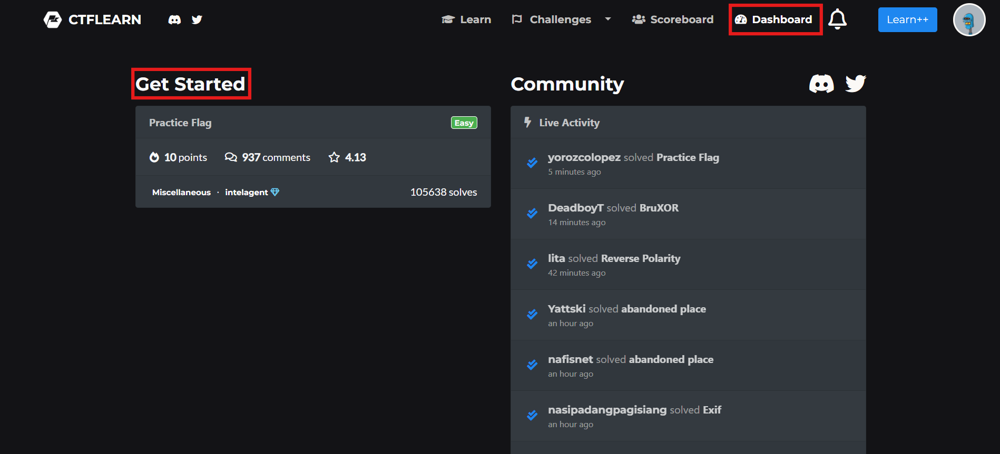 CTFLEARN
Learn
Challenges
Scoreboard
Dashboard
Learn++
Get Started
Practice Flag
Easy
10 points
937 comments
4.13
Miscellaneous · intelagent
105638 solves
Community
Live Activity
yorozcolopez solved Practice Flag
5 minutes ago
DeadboyT solved BruXOR
14 minutes ago
lita solved Reverse Polarity
42 minutes ago
Yattski solved abandoned place
an hour ago
nafisnet solved abandoned place
an hour ago
nasipadangpagisiang solved Exif
an hour ago